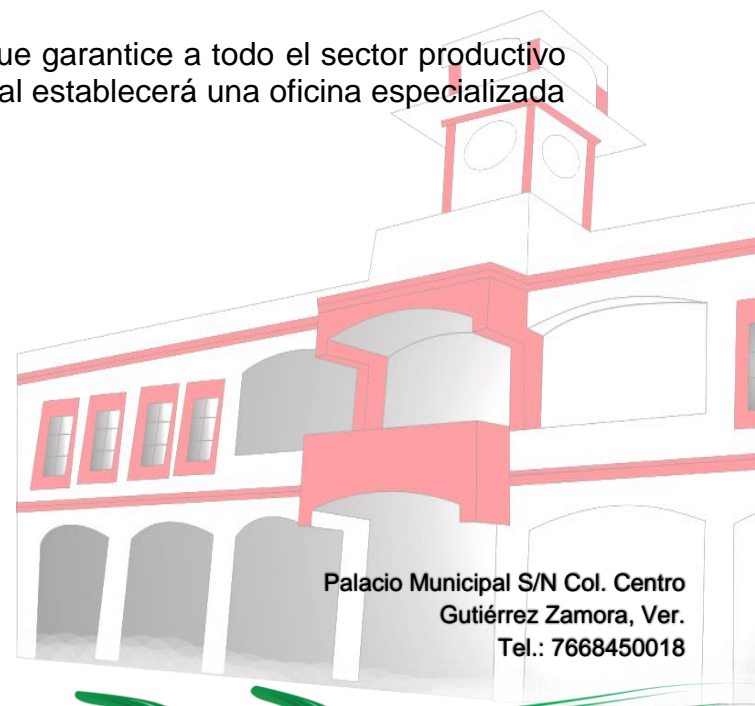 ue garantice a todo el sector productivo
al establecerá una oficina especializada
Palacio Municipal S/N Col. Centro
Gutiérrez Zamora, Ver.
Tel.: 7668450018